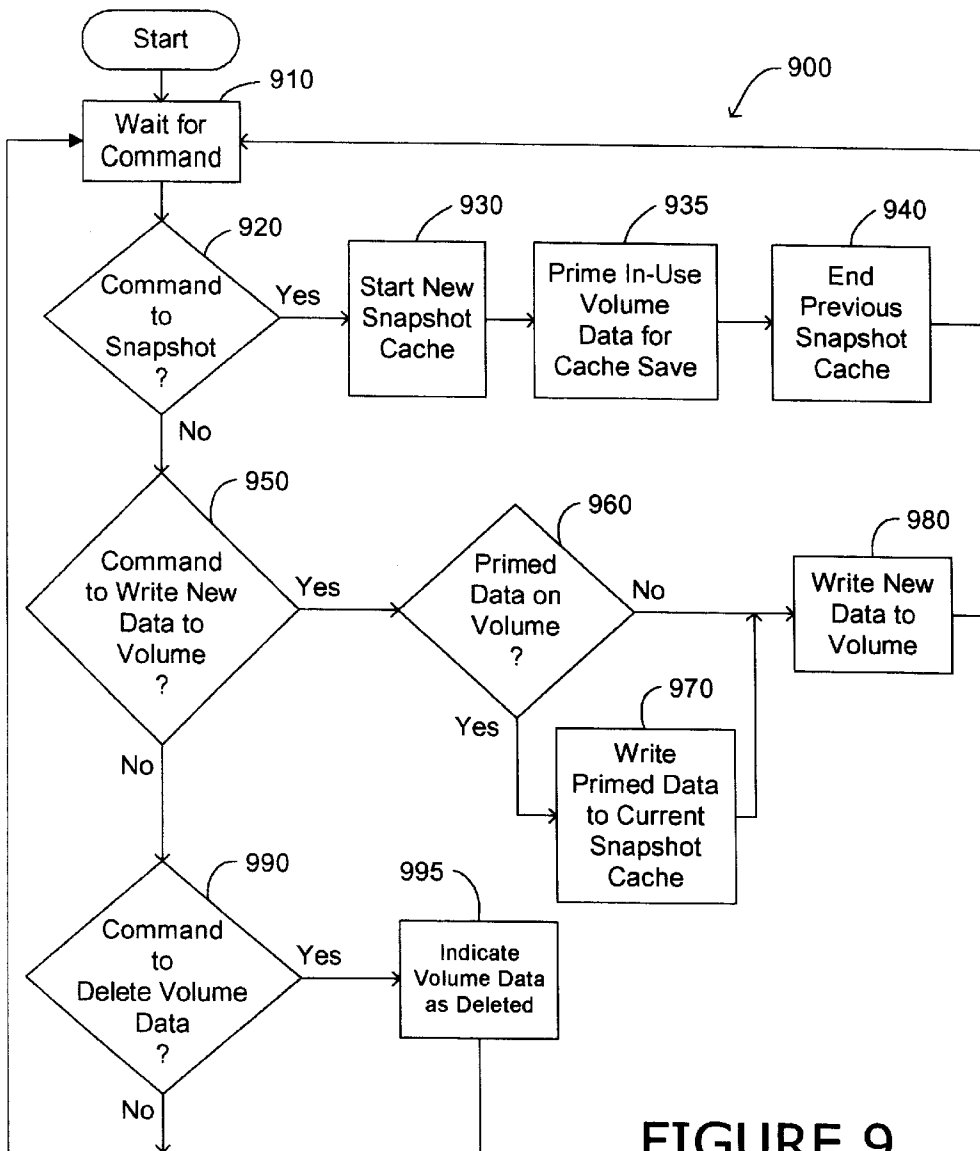 Start
910
900
Wait for
Command
920
Command
to
Snapshot
?
Yes
No
930
Start New
Snapshot
Cache
935
Prime In-Use
Volume
Data for
Cache Save
940
End
Previous
Snapshot
Cache
950
Command
to Write New
Data to
Volume
?
Yes
No
960
Primed
Data on
Volume
?
No
Yes
980
Write New
Data to
Volume
970
Write
Primed Data
to Current
Snapshot
Cache
990
Command
to
Delete Volume
Data
?
Yes
No
995
Indicate
Volume Data
as Deleted
FIGURE 9